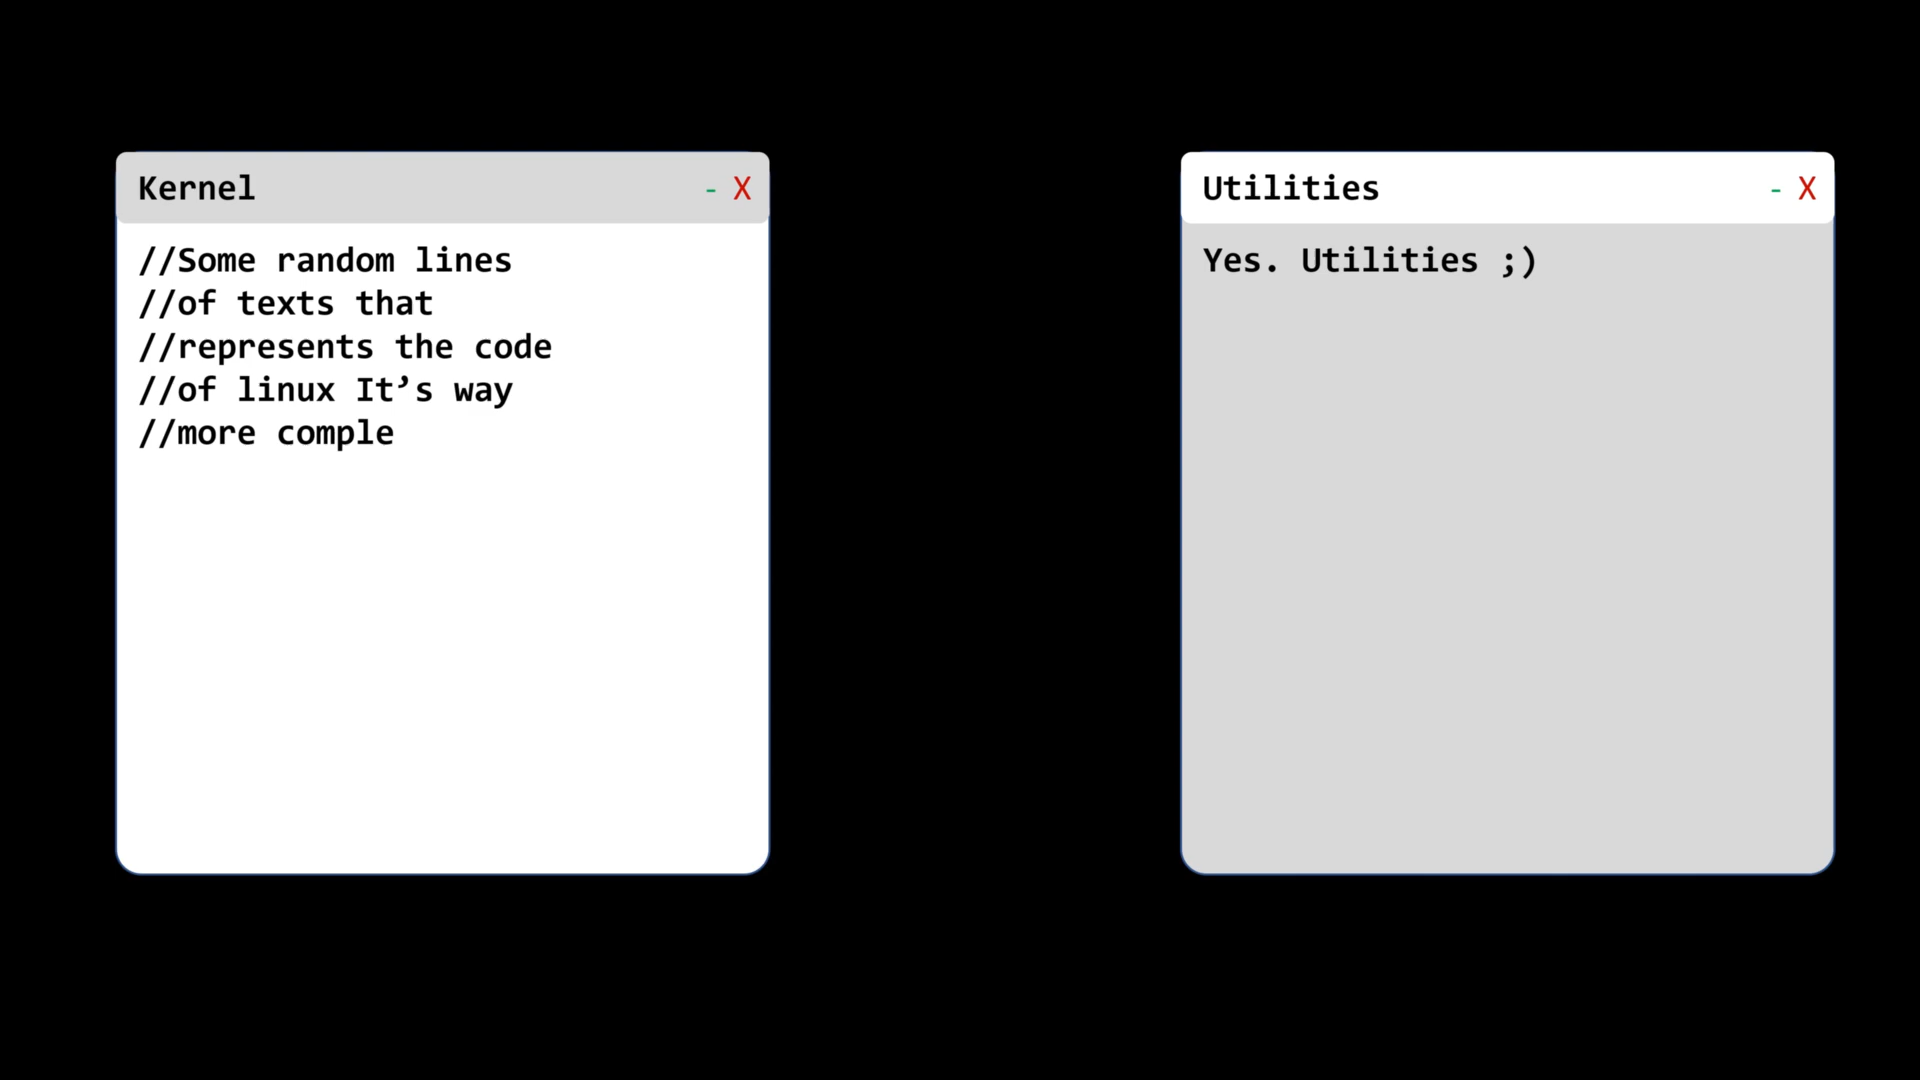 Kernel - X
//Some random lines
//of texts that
//represents the code
//of linux It’s way
//more comple
Utilities - X
Yes. Utilities ;)